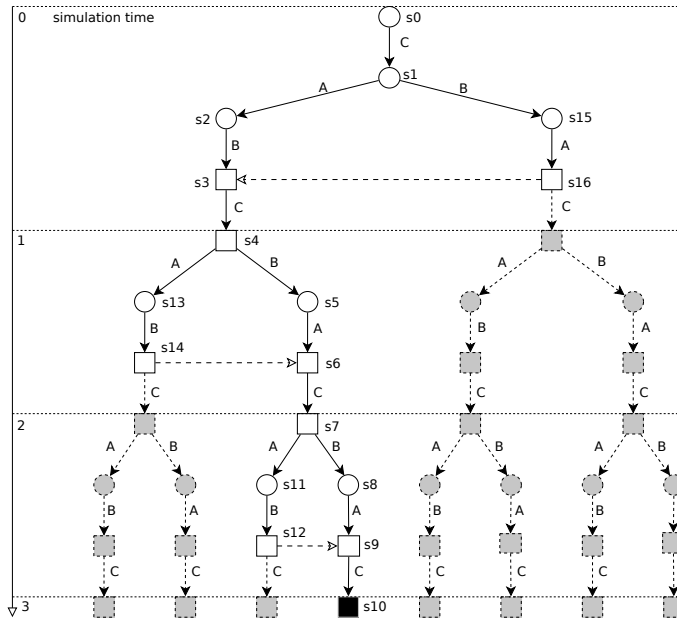 0 simulation time s0
C
s1
A B
s2 s15
B A
s3 s16
C C
1 s4
A B A B
s13 s5
B A B A
s14 s6
C C C C
2 s7
A B A B A B A B
s11 s8
B A B A B A B
s12 s9
C C C C C C C
3 s10